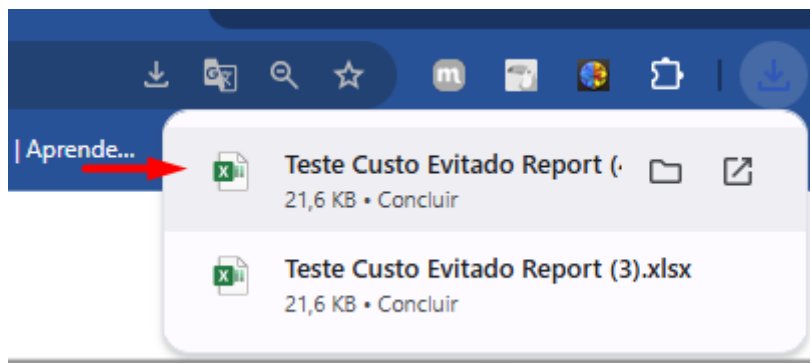 | Aprende...
Teste Custo Evitado Report (4
21,6 KB • Concluir
Teste Custo Evitado Report (3).xlsx
21,6 KB • Concluir